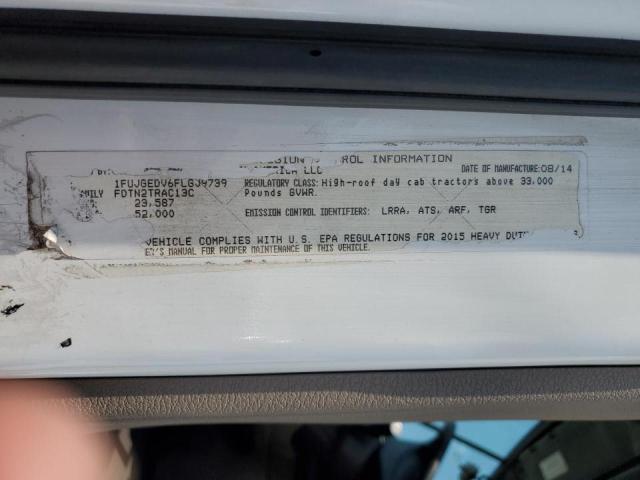 ROL INFORMATION
LLC
DATE OF MANUFACTURE: 08/14
1FUJGEDV6FLGJ4739
REGULATORY CLASS: High-roof day cab tractors above 33,000
FDTN2TRAC13C
Pounds GVWR.
23,587
52,000
EMISSION CONTROL IDENTIFIERS: LRRA, ATS, ARF, TGR
VEHICLE COMPLIES WITH U.S. EPA REGULATIONS FOR 2015 HEAVY
MANUAL FOR PROPER MAINTENANCE OF THIS VEHICLE.